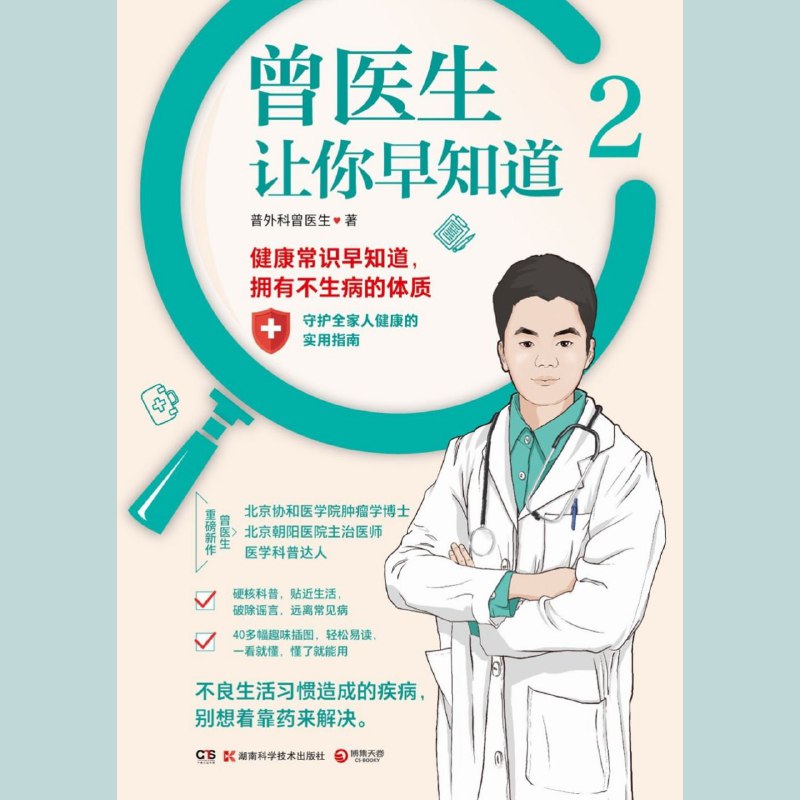 曾医生
让你早知道
2
普外科曾医生♥著
健康常识早知道，
拥有不生病的体质
守护全家人健康的
实用指南
曾医生
重磅新作
北京协和医学院肿瘤学博士
北京朝阳医院主治医师
医学科普达人
硬核科普，贴近生活，
破除谣言，远离常见病
40多幅趣味插图，轻松易读，
一看就懂，懂了就能用
不良生活习惯造成的疾病，
别想着靠药来解决。
湖南科学技术出版社
博集天卷
CS-BOOKY